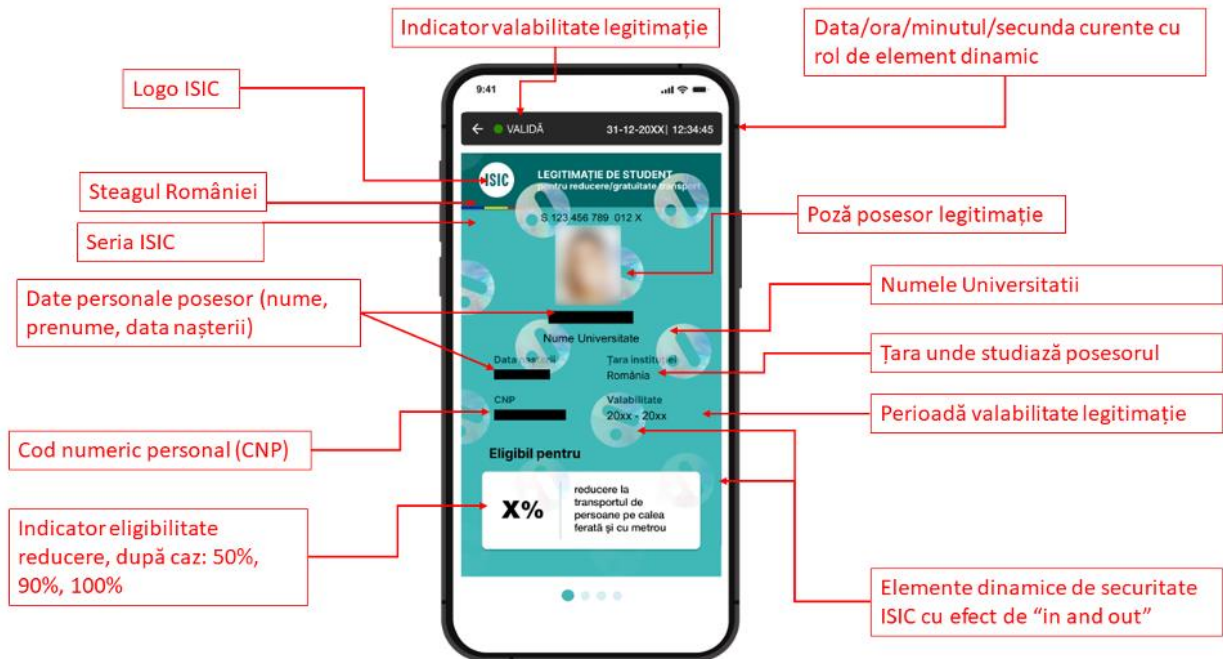 Indicator valabilitate legitimație
Data/ora/minutul/secunda curente cu
rol de element dinamic
Logo ISIC
Steagul României
Seria ISIC
Date personale posesor (nume,
prenume, data nașterii)
Cod numeric personal (CNP)
Indicator eligibilitate
reducere, după caz: 50%,
90%, 100%
9:41
VALIDĂ
31-12-20XX| 12:34:45
ISIC
LEGITIMAȚIE DE STUDENT
pentru reducere/gratuitate transport
S 123 456 789 012 X
Nume Universitate
Data nașterii
Țara instituției
România
CNP
Valabilitate
20xx - 20xx
Eligibil pentru
X%
reducere la
transportul de
persoane pe calea
ferată și cu metrou
Poză posesor legitimație
Numele Universitatii
Țara unde studiază posesorul
Perioadă valabilitate legitimație
Elemente dinamice de securitate
ISIC cu efect de “in and out”